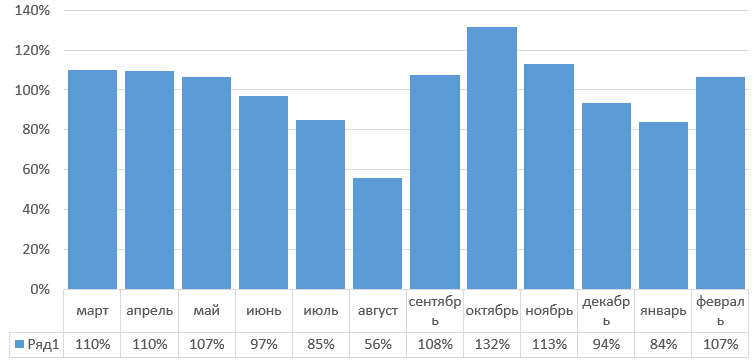 140%
120%
100%
80%
60%
40%
20%
0%
март апрель май июнь июль август сентябр октябрь ноябрь декабр январь феврал
ь ь ь
Ряд1 110% 110% 107% 97% 85% 56% 108% 132% 113% 94% 84% 107%